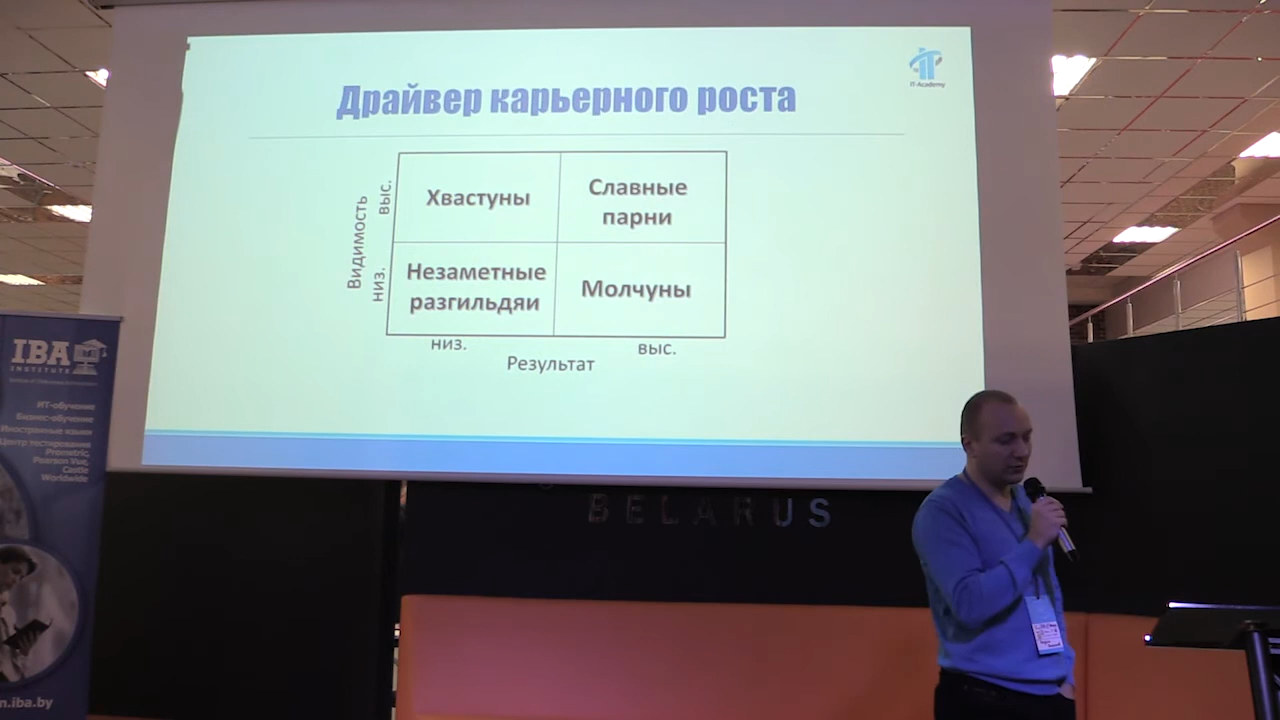 Драйвер карьерного роста
IT-Academy
Видимость
выс.
низ.
Хвастуны
Славные
парни
Незаметные
разгильдяи
Молчуны
низ.
выс.
Результат
IBA
INSTITUTE
ИТ-обучение
Бизнес-обучение
Иностранные языки
Центр тестирования
Prometric,
Pearson Vue,
Castle
Worldwide
n.iba.by
BELARUS